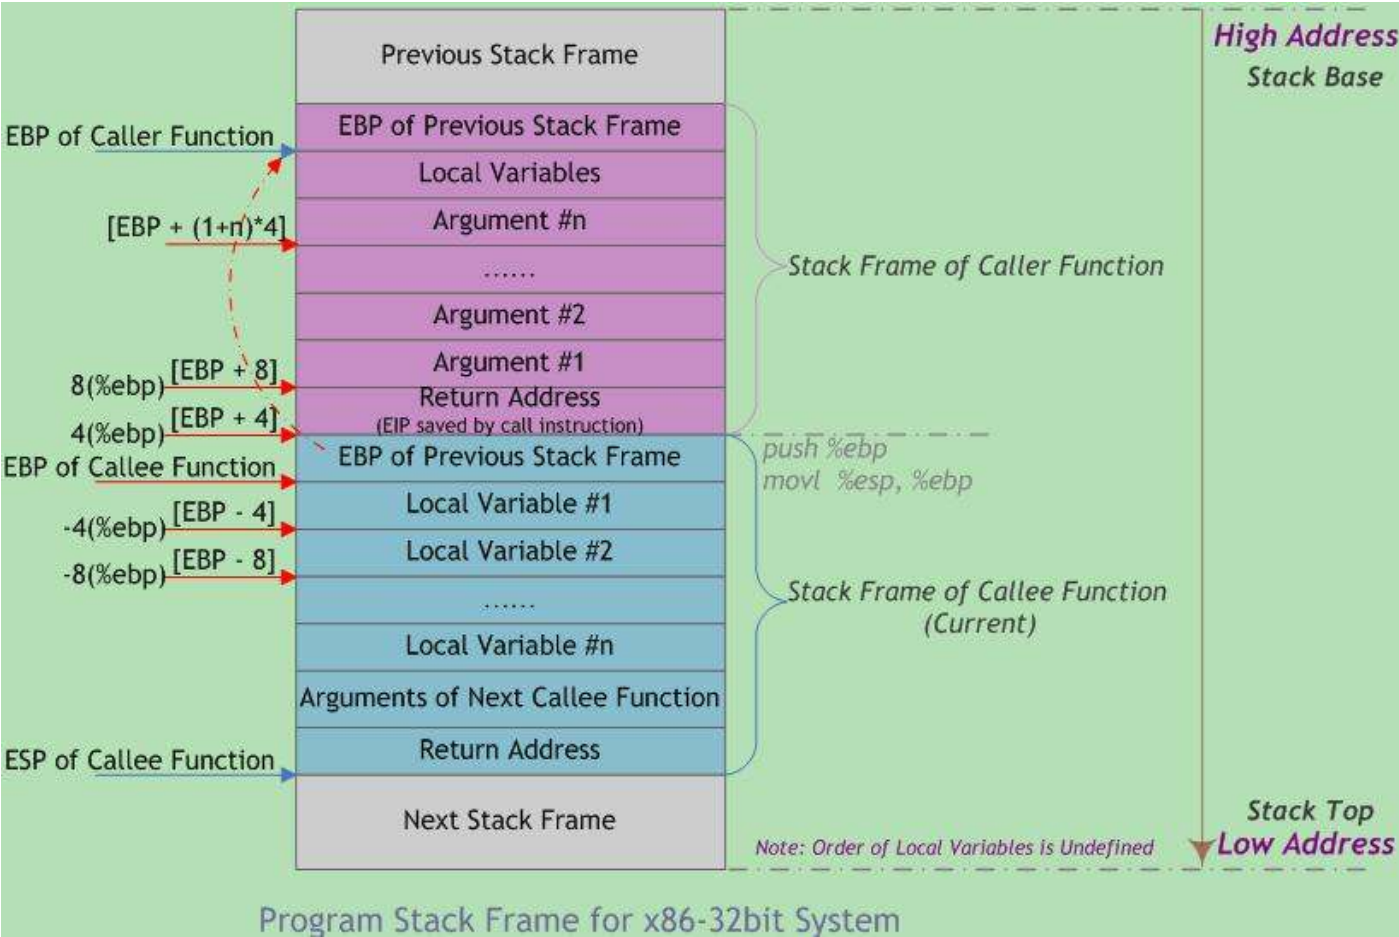 Previous Stack Frame
High Address
Stack Base
EBP of Caller Function
EBP of Previous Stack Frame
Local Variables
[EBP + (1+n)*4]
Argument #n
......
Stack Frame of Caller Function
Argument #2
Argument #1
8(%ebp)
[EBP + 8]
Return Address
(EIP saved by call instruction)
4(%ebp)
[EBP + 4]
EBP of Previous Stack Frame
push %ebp
movl %esp, %ebp
EBP of Callee Function
Local Variable #1
-4(%ebp)
[EBP - 4]
Local Variable #2
-8(%ebp)
[EBP - 8]
......
Stack Frame of Callee Function
(Current)
Local Variable #n
Arguments of Next Callee Function
Return Address
ESP of Callee Function
Next Stack Frame
Stack Top
Low Address
Note: Order of Local Variables is Undefined
Program Stack Frame for x86-32bit System